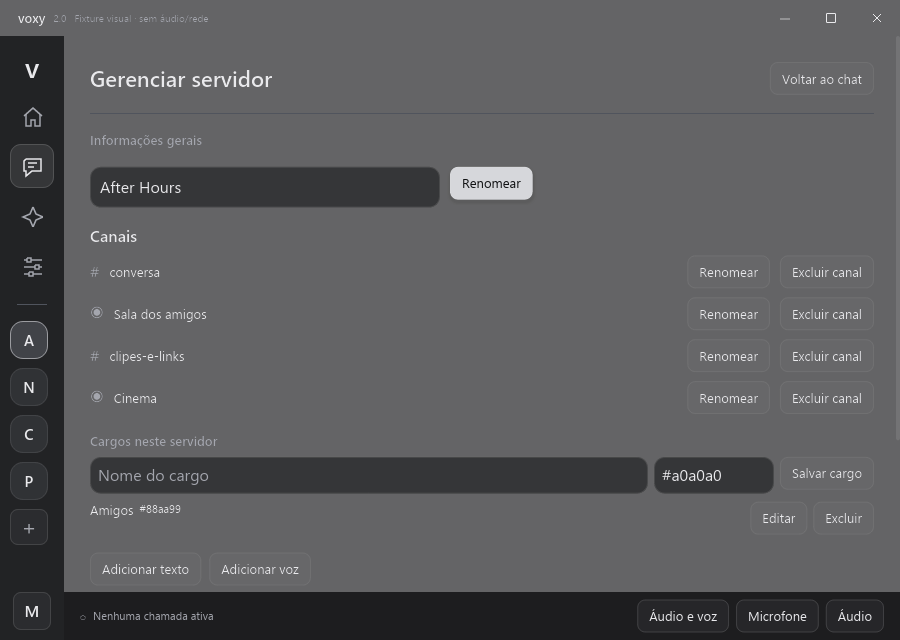 voxy 2.0 Fixture visual · sem áudio/rede
V
Gerenciar servidor
Voltar ao chat
Informações gerais
After Hours
Renomear
Canais
# conversa
Renomear
Excluir canal
Sala dos amigos
Renomear
Excluir canal
# clipes-e-links
Renomear
Excluir canal
Cinema
Renomear
Excluir canal
Cargos neste servidor
Nome do cargo
#a0a0a0
Salvar cargo
Amigos #88aa99
Editar
Excluir
Adicionar texto
Adicionar voz
A
N
C
P
+
M
Nenhuma chamada ativa
Áudio e voz
Microfone
Áudio